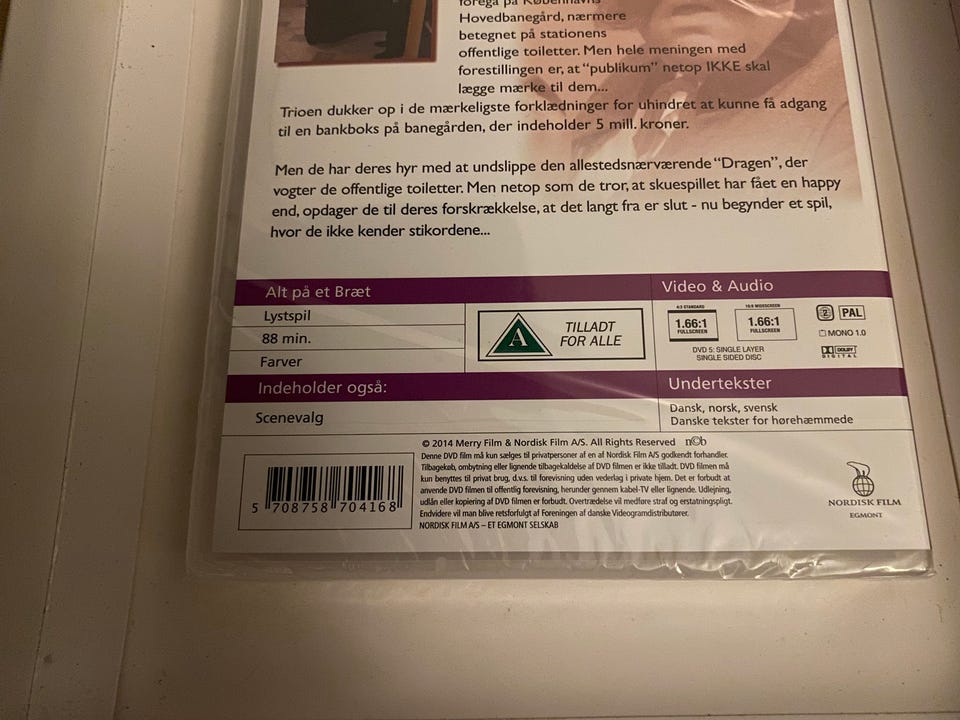 forega på Københavns
Hovedbanegård, nærmere
betegnet på stationens
offentlige toiletter. Men hele meningen med
forestillingen er, at “publikum” netop IKKE skal
lægge mærke til dem...
Trioen dukker op i de mærkeligste forklædninger for uhindret at kunne få adgang
til en bankboks på banegården, der indeholder 5 mill. kroner.
Men de har deres hyr med at undslippe den allestedsnærværende “Dragen”, der
vogter de offentlige toiletter. Men netop som de tror, at skuespillet har fået en happy
end, opdager de til deres forskrækkelse, at det langt fra er slut - nu begynder et spil,
hvor de ikke kender stikordene...
Alt på et Bræt
Lystspil
88 min.
Farver
A
TILLADT
FOR ALLE
Indeholder også:
Scenevalg
Video & Audio
4:3 STANDARD
1.66:1
FULLSCREEN
16:9 WIDESCREEN
1.66:1
FULLSCREEN
DVD 5: SINGLE LAYER
SINGLE SIDED DISC
2
PAL
MONO 1.0
DOLBY
DIGITAL
Undertekster
Dansk, norsk, svensk
Danske tekster for hørehæmmede
5 708758 704168
© 2014 Merry Film & Nordisk Film A/S. All Rights Reserved n©b
Denne DVD film må kun sælges til privatpersoner af en af Nordisk Film A/S godkendt forhandler.
Tilbagekøb, ombytning eller lignende tilbagekaldelse af DVD filmen er ikke tilladt. DVD filmen må
kun benyttes til privat brug, d.v.s. til forevisning uden vederlag i private hjem. Det er forbudt at
anvende DVD filmen til offentlig forevisning, herunder gennem kabel-TV eller lignende. Udlejning,
udlån eller kopiering af DVD filmen er forbudt. Overtrædelse vil medføre straf og erstatningspligt.
Endvidere vil man blive retsforfulgt af Foreningen af danske Videogramdistributører.
NORDISK FILM A/S – ET EGMONT SELSKAB
NORDISK FILM
EGMONT